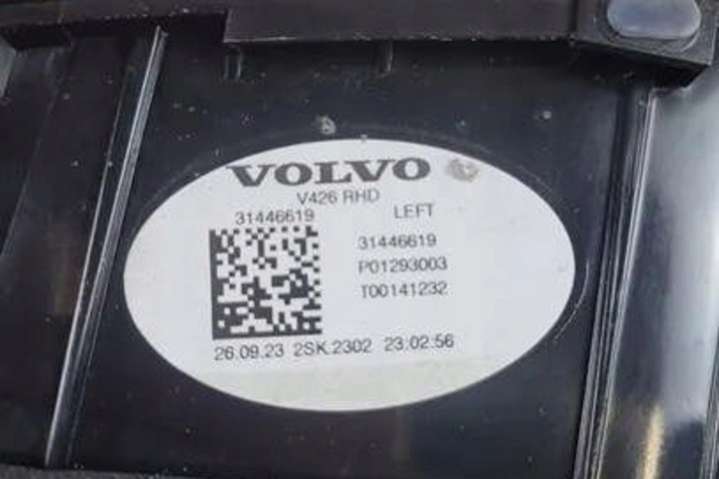 VOLVO
V426 RHD
31446619 LEFT
31446619
P01293003
T00141232
26.09.23 2SK.2302 23:02:56